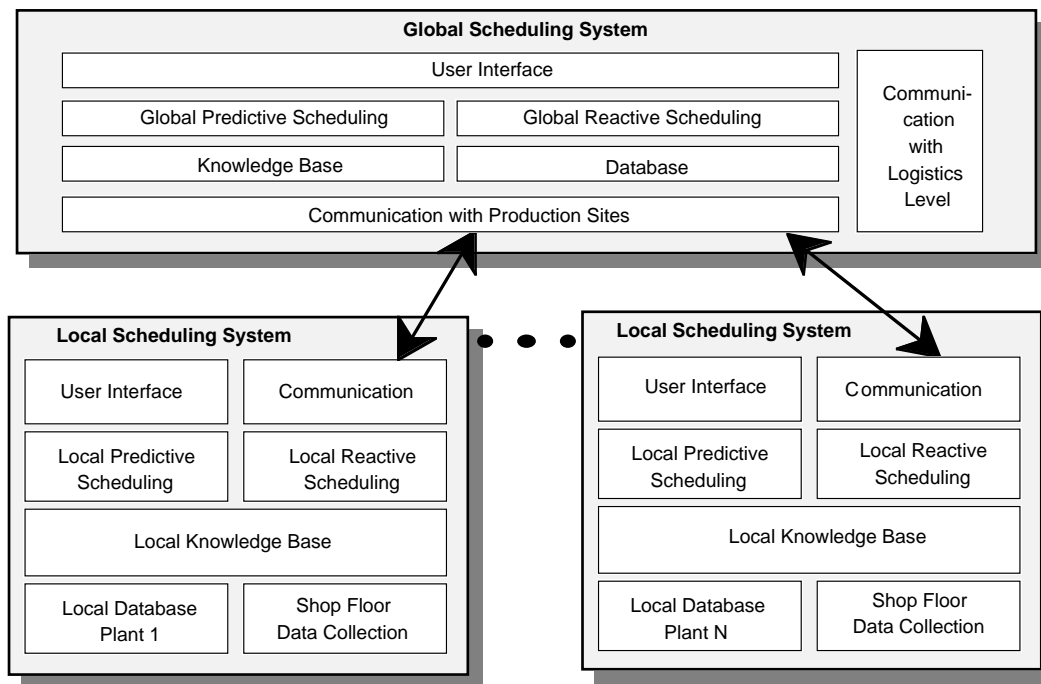 Global Scheduling System
User Interface
Global Predictive Scheduling
Global Reactive Scheduling
Knowledge Base
Database
Communication with Production Sites
Communi-
cation
with
Logistics
Level
Local Scheduling System
User Interface
Communication
Local Predictive
Scheduling
Local Reactive
Scheduling
Local Knowledge Base
Local Database
Plant 1
Shop Floor
Data Collection
Local Scheduling System
User Interface
Communication
Local Predictive
Scheduling
Local Reactive
Scheduling
Local Knowledge Base
Local Database
Plant N
Shop Floor
Data Collection